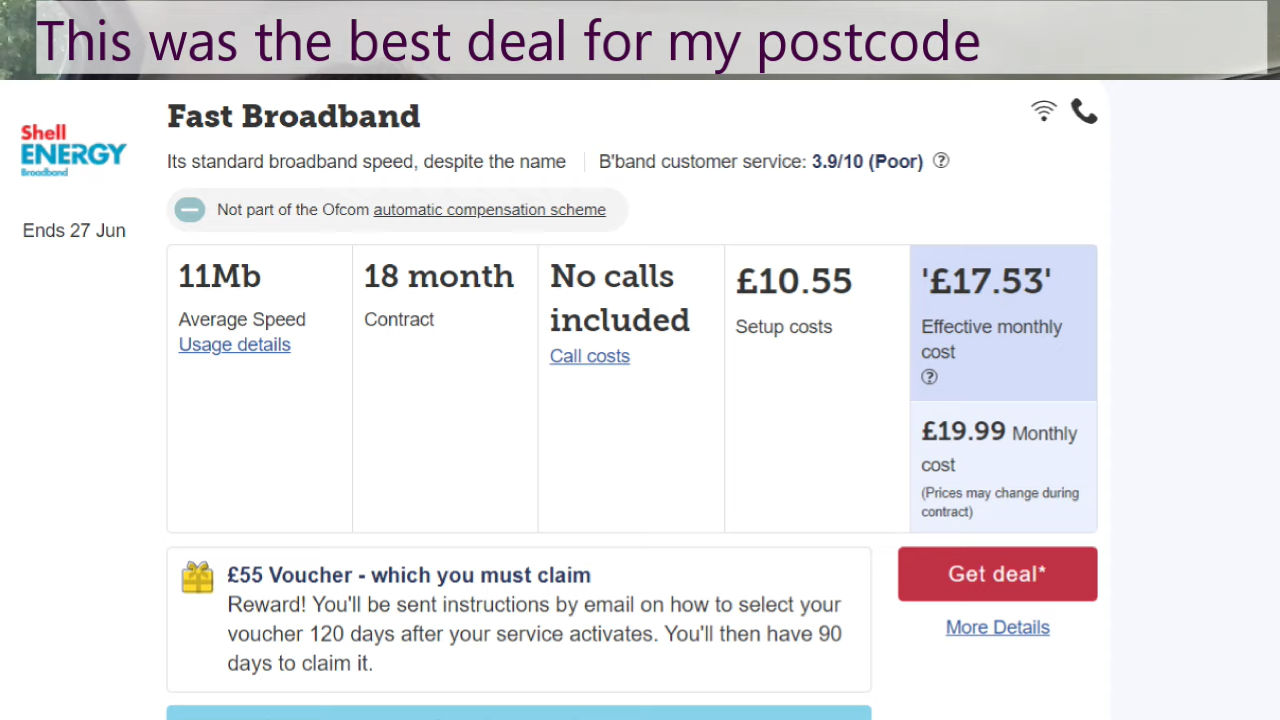 This was the best deal for my postcode
Shell
ENERGY
Broadband
Ends 27 Jun
Fast Broadband
Its standard broadband speed, despite the name
B'band customer service: 3.9/10 (Poor) ?
Not part of the Ofcom automatic compensation scheme
11Mb
Average Speed
Usage details
18 month
Contract
No calls
included
Call costs
£10.55
Setup costs
'£17.53'
Effective monthly
cost
?
£19.99 Monthly
cost
(Prices may change during
contract)
£55 Voucher - which you must claim
Reward! You'll be sent instructions by email on how to select your
voucher 120 days after your service activates. You'll then have 90
days to claim it.
Get deal*
More Details